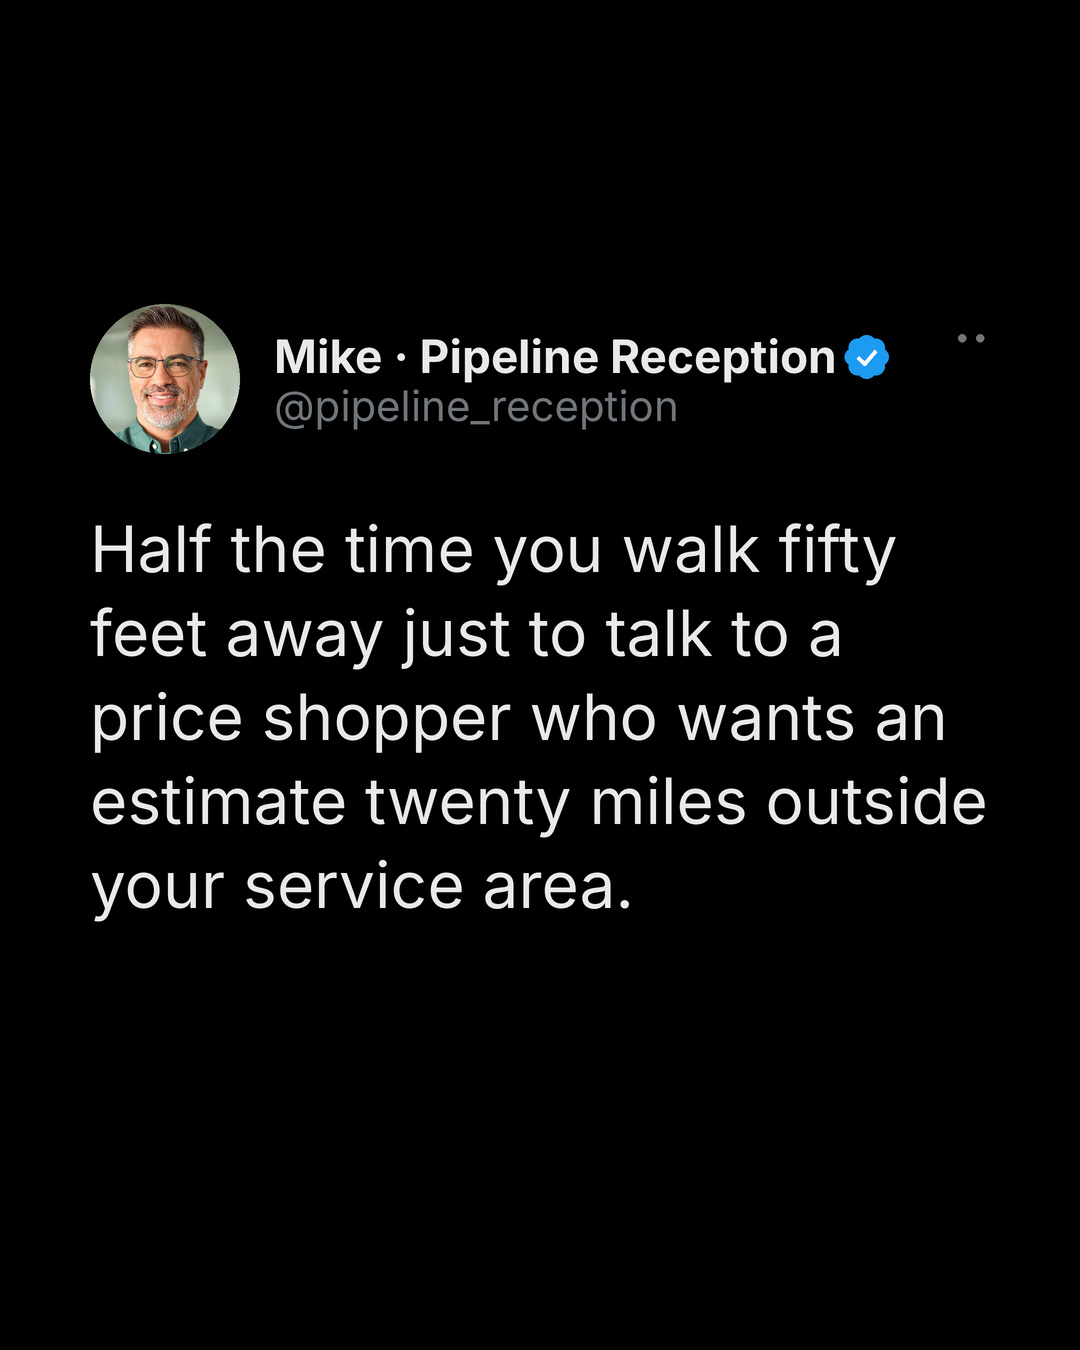 Mike · Pipeline Reception
@pipeline_reception
Half the time you walk fifty
feet away just to talk to a
price shopper who wants an
estimate twenty miles outside
your service area.